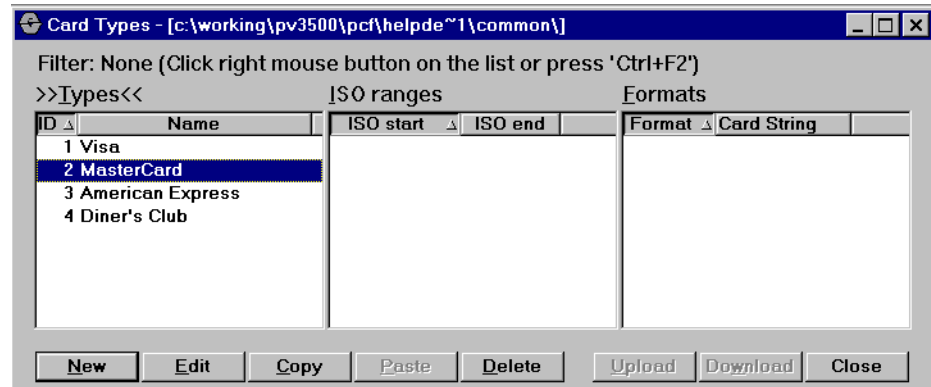 Card Types - [c:\working\pv3500\pcf\helpde~1\common\]
Filter: None (Click right mouse button on the list or press 'Ctrl+F2')
>>Types<< ISO ranges Formats
ID Name ISO start ISO end Format Card String
1 Visa
2 MasterCard
3 American Express
4 Diner's Club
New Edit Copy Paste Delete Upload Download Close